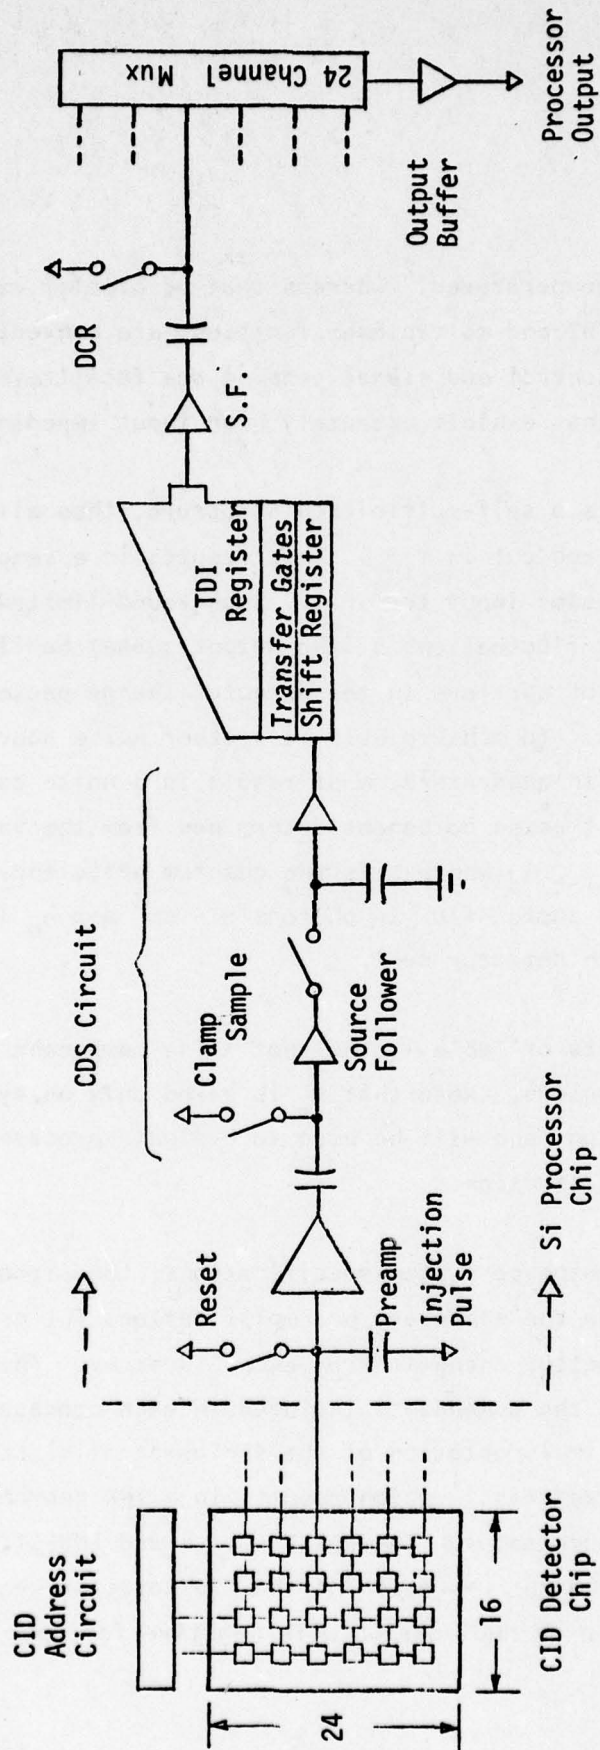 CID
Address
Circuit
24
16
CID Detector
Chip
Reset
Preamp
Injection
Pulse
Si Processor
Chip
CDS Circuit
Clamp
Sample
Source
Follower
TDI
Register
Transfer Gates
Shift Register
S.F.
DCR
24 Channel
Mux
Output
Buffer
Processor
Output